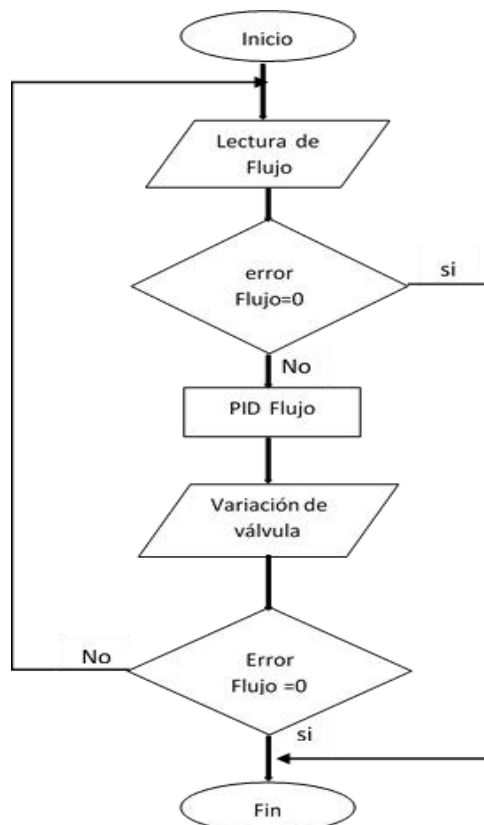 Inicio
Lectura de
Flujo
error
Flujo=0
si
No
PID Flujo
Variación de
válvula
No
Error
Flujo =0
si
Fin